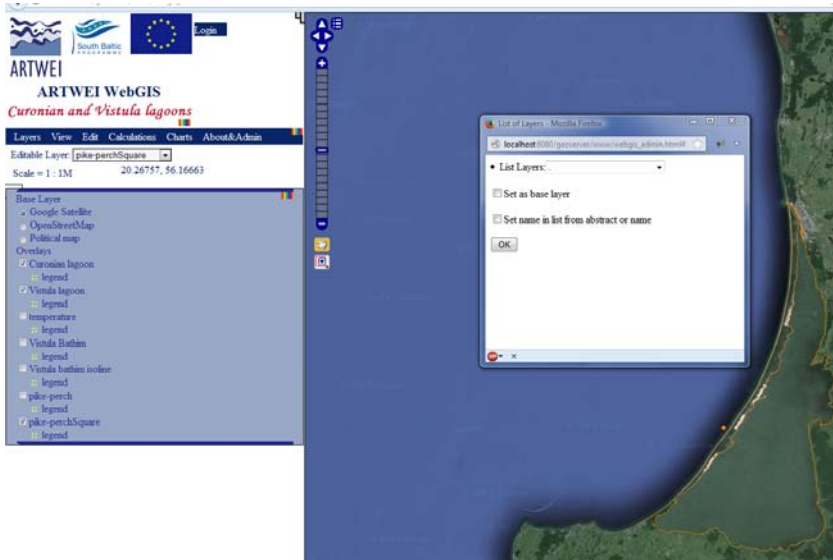 Login
South Baltic
PROGRAMME
ARTWEI
ARTWEI WebGIS
Curonian and Vistula lagoons
Layers View Edit Calculations Charts About&Admin
Editable Layer: pike-perchSquare
Scale = 1 : 1M 20.26757, 56.16663
Base Layer
Google Satellite
OpenStreetMap
Political map
Overlays
Curonian lagoon
legend
Vistula lagoon
legend
temperature
legend
Vistula Bathim
legend
Vistula bathim isoline
legend
pike-perch
legend
pike-perchSquare
legend
List of Layers - Mozilla Firefox
localhost:8080/geoserver/www/webgis_admin.html#
List Layers:
Set as base layer
Set name in list from abstract or name
OK